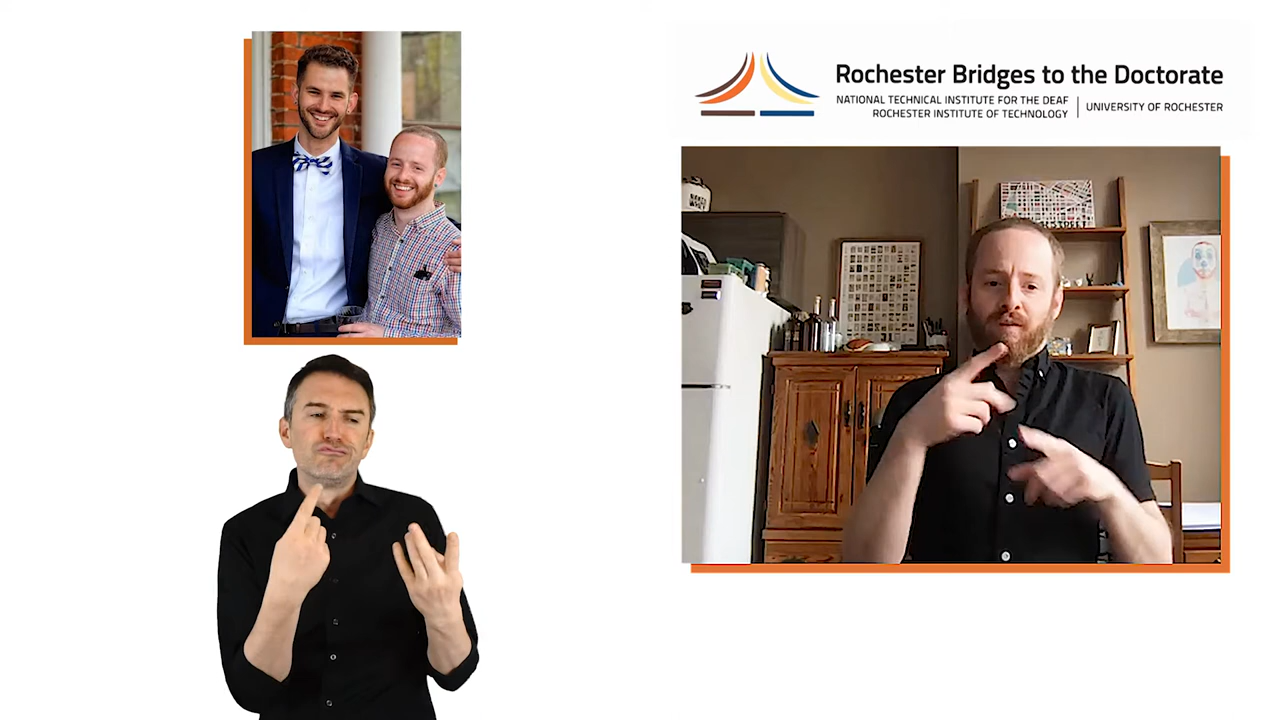 Rochester Bridges to the Doctorate
NATIONAL TECHNICAL INSTITUTE FOR THE DEAF
ROCHESTER INSTITUTE OF TECHNOLOGY
UNIVERSITY OF ROCHESTER